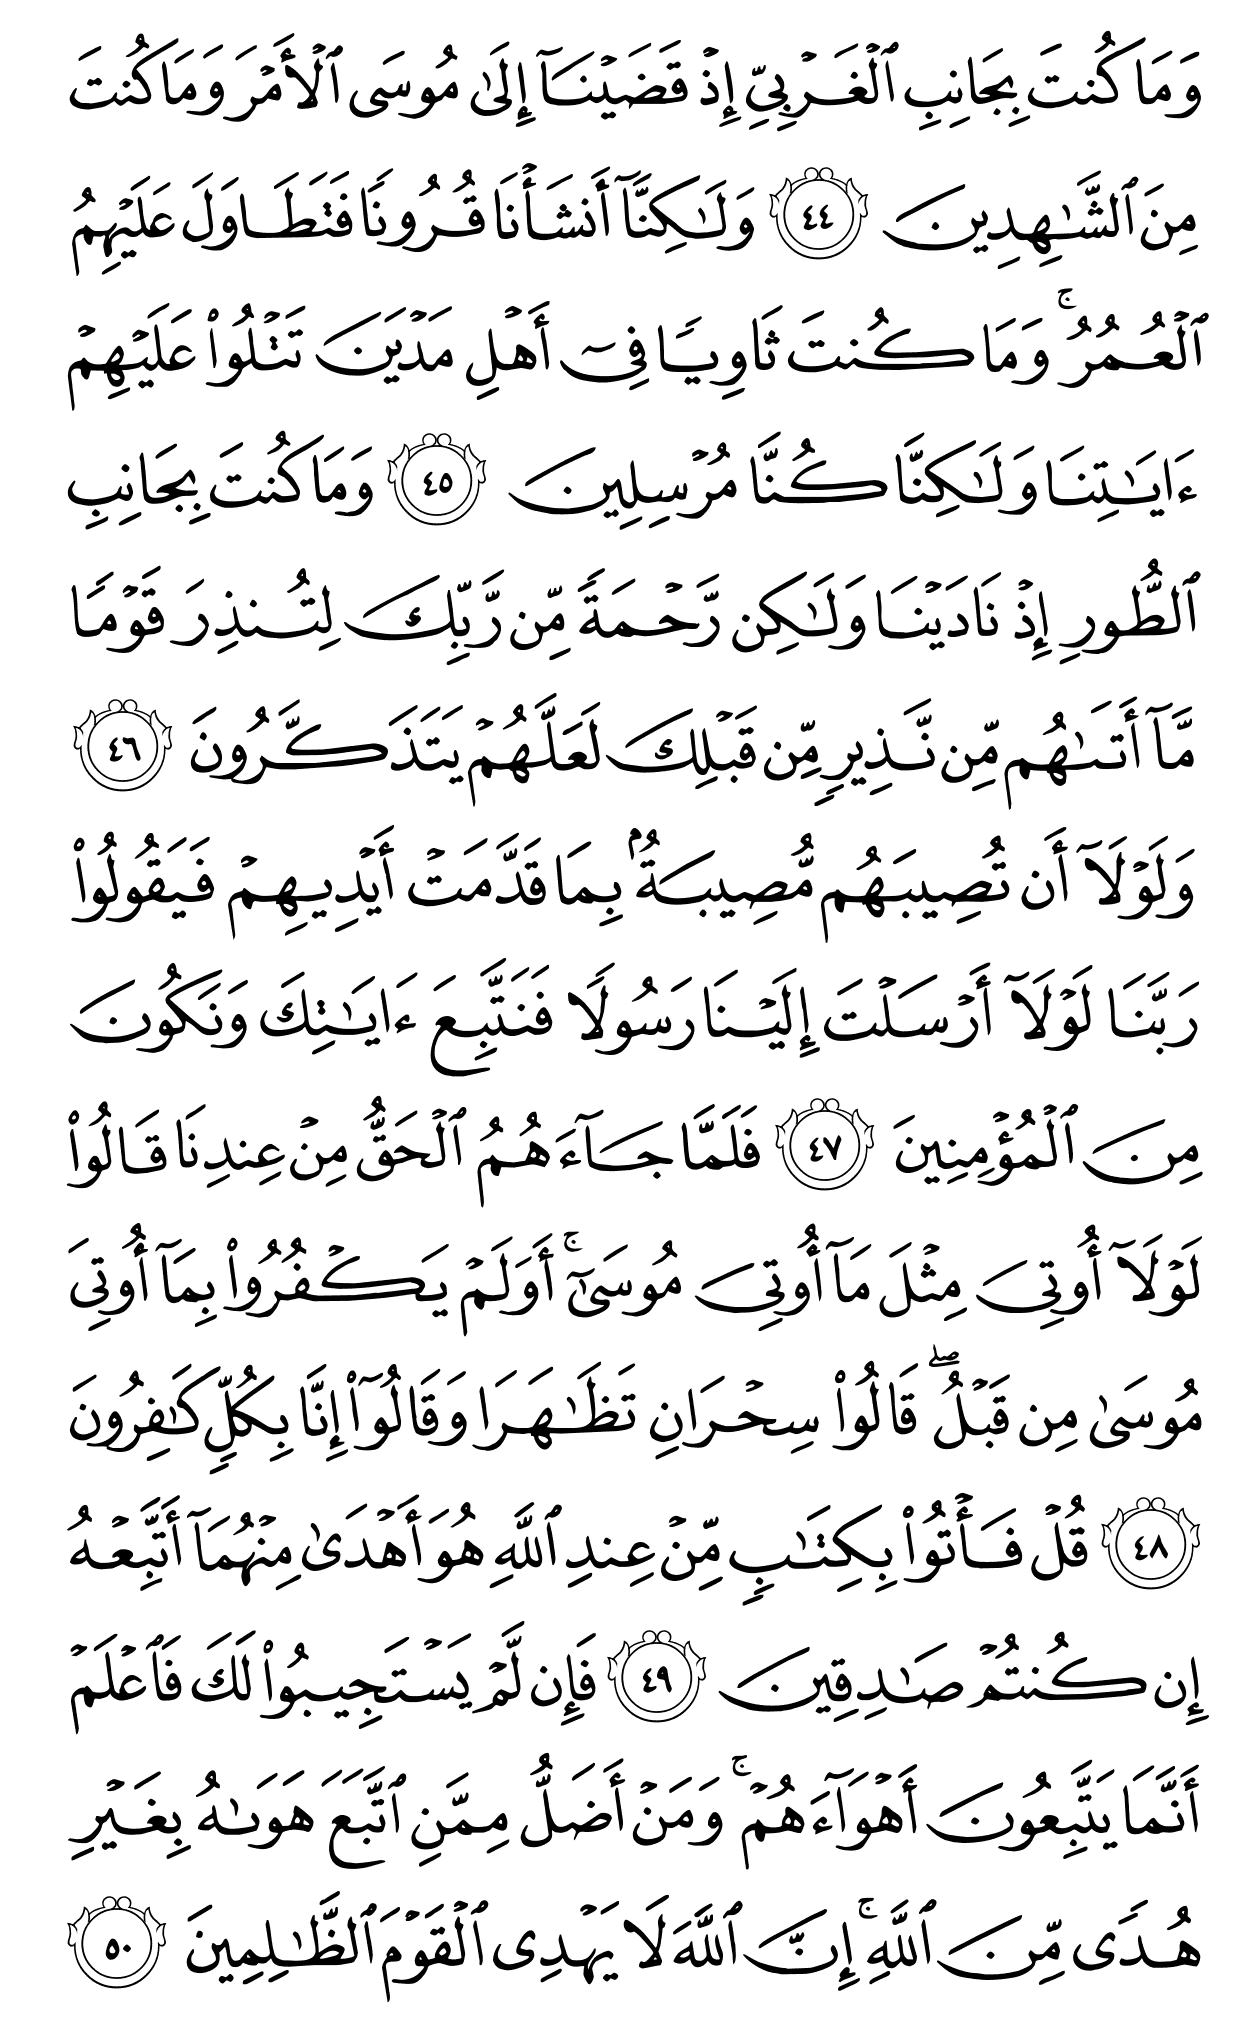 وَمَا كُنتَ بِجَانِبِ ٱلْغَرْبِىِّ إِذْ قَضَيْنَآ إِلَىٰ مُوسَى ٱلْأَمْرَ وَمَا كُنتَ
مِنَ ٱلشَّـٰهِدِينَ ٤٤ وَلَـٰكِنَّآ أَنشَأْنَا قُرُونًا فَتَطَاوَلَ عَلَيْهِمُ
ٱلْعُمُرُ ۚ وَمَا كُنتَ ثَاوِيًا فِىٓ أَهْلِ مَدْيَنَ تَتْلُوا۟ عَلَيْهِمْ
ءَايَـٰتِنَا وَلَـٰكِنَّا كُنَّا مُرْسِلِينَ ٤٥ وَمَا كُنتَ بِجَانِبِ
ٱلطُّورِ إِذْ نَادَيْنَا وَلَـٰكِن رَّحْمَةً مِّن رَّبِّكَ لِتُنذِرَ قَوْمًا
مَّآ أَتَىٰهُم مِّن نَّذِيرٍ مِّن قَبْلِكَ لَعَلَّهُمْ يَتَذَكَّرُونَ ٤٦
وَلَوْلَآ أَن تُصِيبَهُم مُّصِيبَةٌۢ بِمَا قَدَّمَتْ أَيْدِيهِمْ فَيَقُولُوا۟
رَبَّنَا لَوْلَآ أَرْسَلْتَ إِلَيْنَا رَسُولًا فَنَتَّبِعَ ءَايَـٰتِكَ وَنَكُونَ
مِنَ ٱلْمُؤْمِنِينَ ٤٧ فَلَمَّا جَآءَهُمُ ٱلْحَقُّ مِنْ عِندِنَا قَالُوا۟
لَوْلَآ أُوتِىَ مِثْلَ مَآ أُوتِىَ مُوسَىٰٓ ۚ أَوَلَمْ يَكْفُرُوا۟ بِمَآ أُوتِىَ
مُوسَىٰ مِن قَبْلُ ۖ قَالُوا۟ سِحْرَانِ تَظَـٰهَرَا وَقَالُوٓا۟ إِنَّا بِكُلٍّ كَـٰفِرُونَ
٤٨ قُلْ فَأْتُوا۟ بِكِتَـٰبٍ مِّنْ عِندِ ٱللَّهِ هُوَ أَهْدَىٰ مِنْهُمَآ أَتَّبِعْهُ
إِن كُنتُمْ صَـٰدِقِينَ ٤٩ فَإِن لَّمْ يَسْتَجِيبُوا۟ لَكَ فَٱعْلَمْ
أَنَّمَا يَتَّبِعُونَ أَهْوَآءَهُمْ ۚ وَمَنْ أَضَلُّ مِمَّنِ ٱتَّبَعَ هَوَىٰهُ بِغَيْرِ
هُدًى مِّنَ ٱللَّهِ ۚ إِنَّ ٱللَّهَ لَا يَهْدِى ٱلْقَوْمَ ٱلظَّـٰلِمِينَ ٥٠